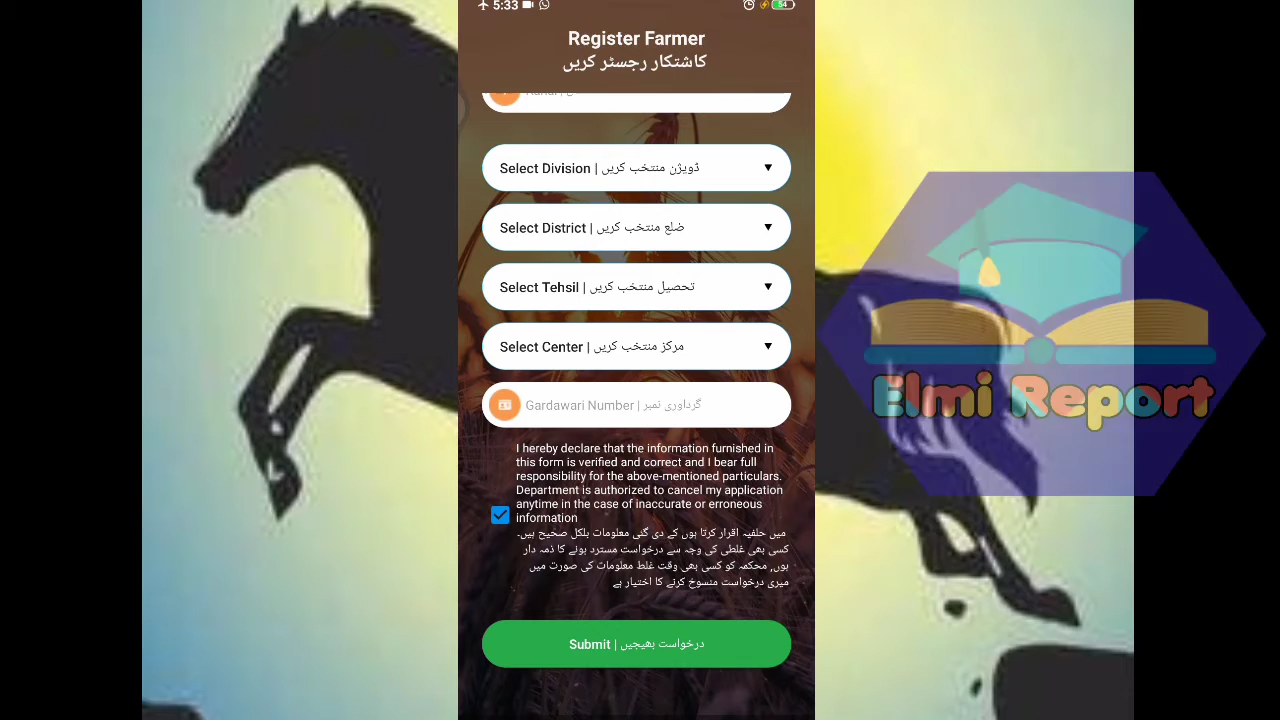 5:33
54
Register Farmer
کاشتکار رجسٹر کریں
Select Division | ڈویژن منتخب کریں
Select District | ضلع منتخب کریں
Select Tehsil | تحصیل منتخب کریں
Select Center | مرکز منتخب کریں
Gardawari Number | گرداوری نمبر
I hereby declare that the information furnished in
this form is verified and correct and I bear full
responsibility for the above-mentioned particulars.
Department is authorized to cancel my application
anytime in the case of inaccurate or erroneous
information
میں حلفیہ اقرار کرتا ہوں کے دی گئی معلومات بلکل صحیح ہیں۔
کسی بھی غلطی کی وجہ سے درخواست مسترد ہونے کا ذمہ دار
ہوں, محکمہ کو کسی بھی وقت غلط معلومات کی صورت میں
میری درخواست منسوخ کرنے کا اختیار ہے
Submit | درخواست بھیجیں
Elmi Report